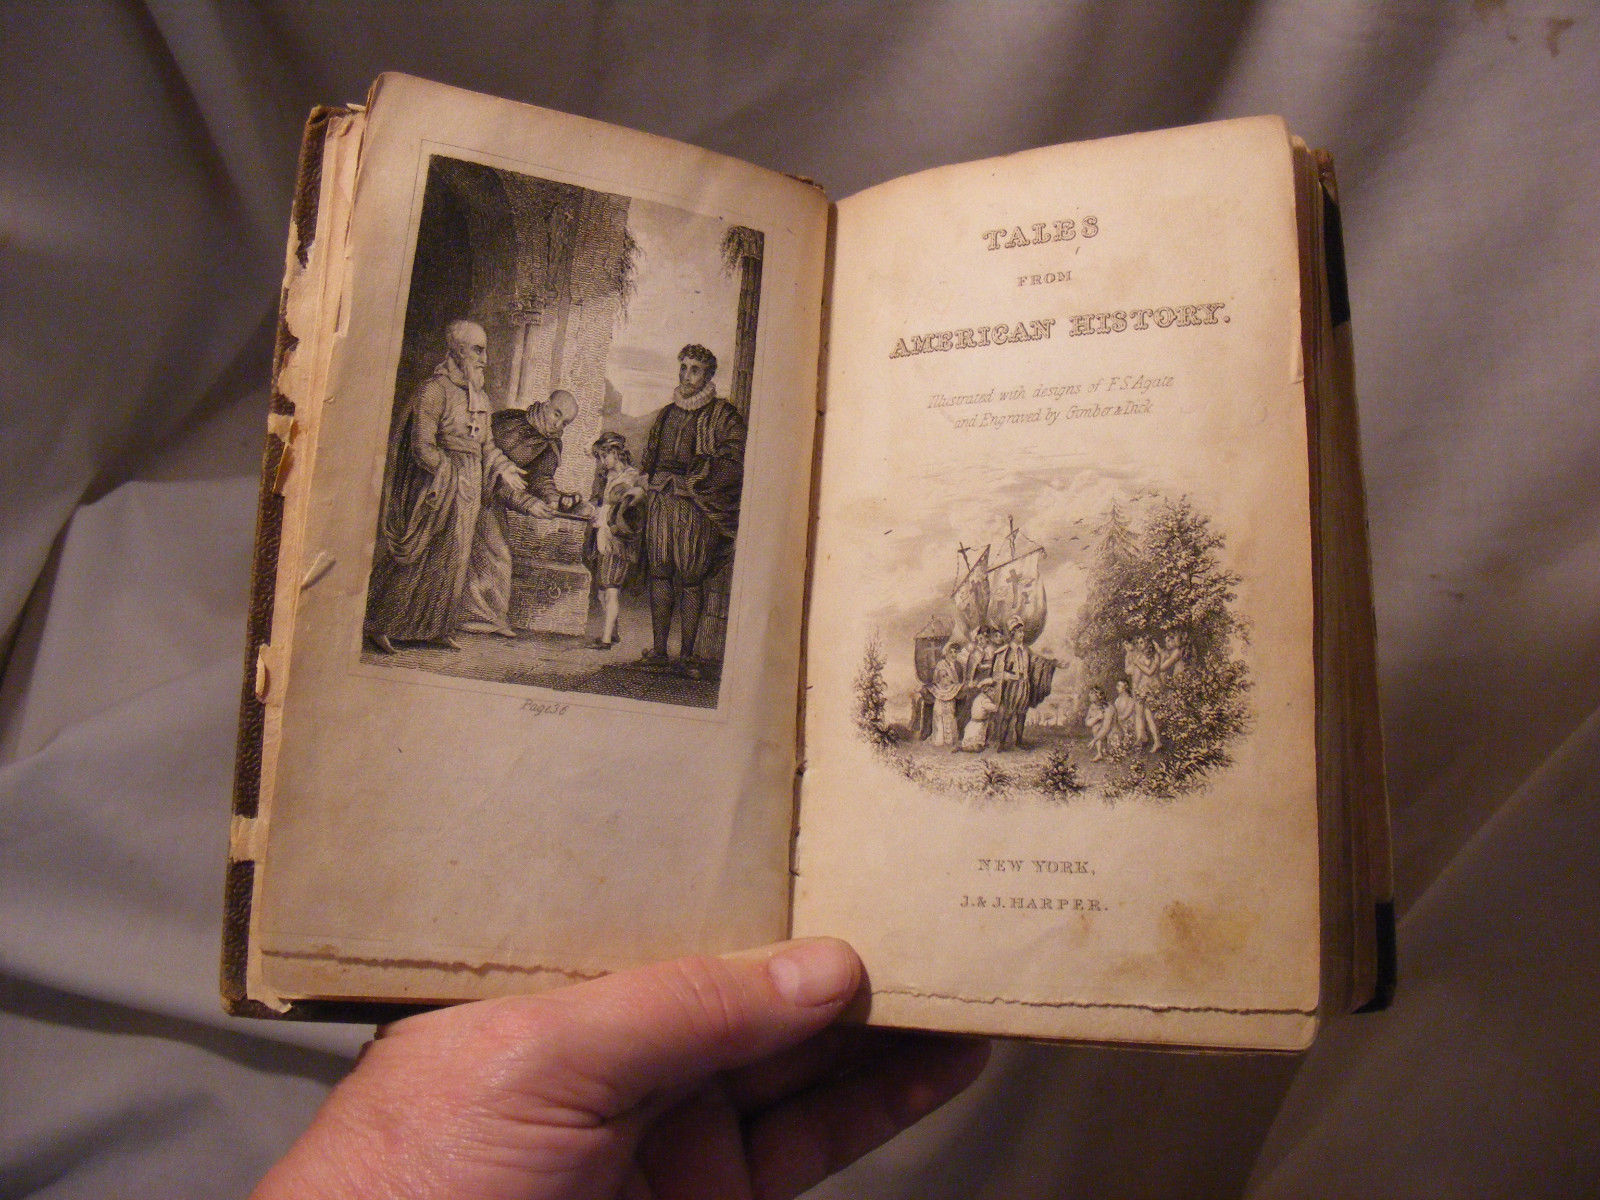 Page 36
TALES
FROM
AMERICAN HISTORY.
Illustrated with designs of F.S Agate
and Engraved by Gimber & Dick
NEW YORK,
J. & J. HARPER.